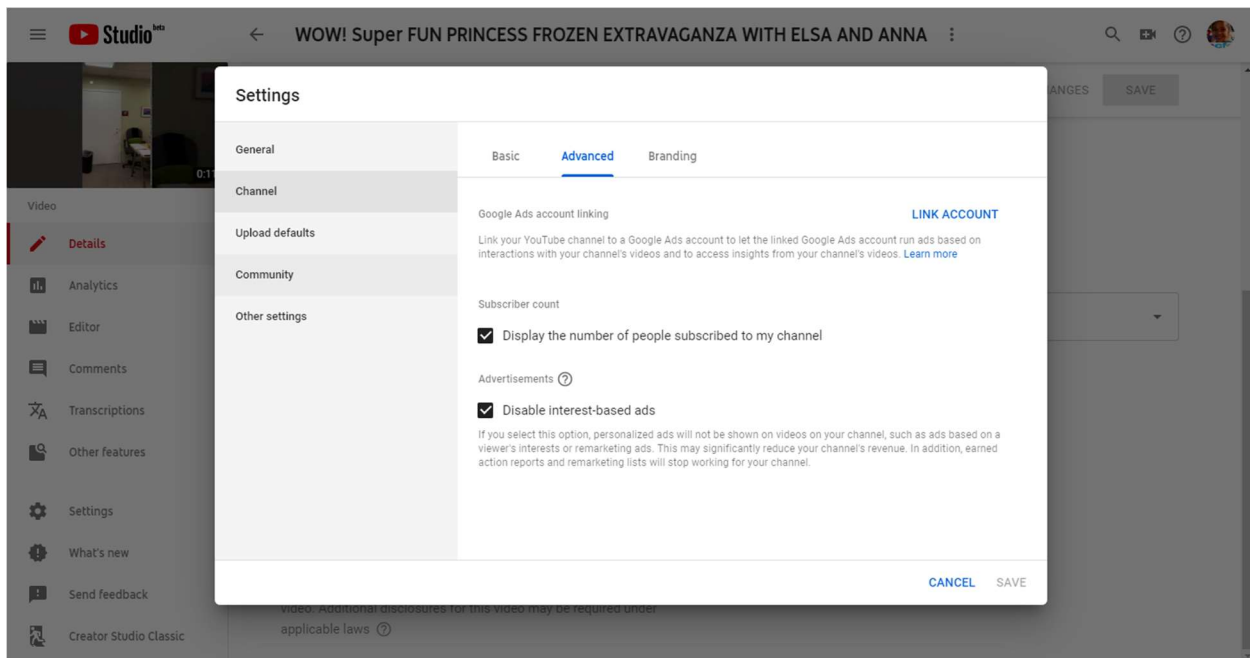 Studio beta
WOW! Super FUN PRINCESS FROZEN EXTRAVAGANZA WITH ELSA AND ANNA
ANGES SAVE
0:1
Video
Details
Analytics
Editor
Comments
Transcriptions
Other features
Settings
What's new
Send feedback
Creator Studio Classic
Settings
General
Channel
Upload defaults
Community
Other settings
Basic Advanced Branding
Google Ads account linking LINK ACCOUNT
Link your YouTube channel to a Google Ads account to let the linked Google Ads account run ads based on
interactions with your channel's videos and to access insights from your channel's videos. Learn more
Subscriber count
Display the number of people subscribed to my channel
Advertisements
Disable interest-based ads
If you select this option, personalized ads will not be shown on videos on your channel, such as ads based on a
viewer's interests or remarketing ads. This may significantly reduce your channel's revenue. In addition, earned
action reports and remarketing lists will stop working for your channel.
CANCEL SAVE
video. Additional disclosures for this video may be required under
applicable laws